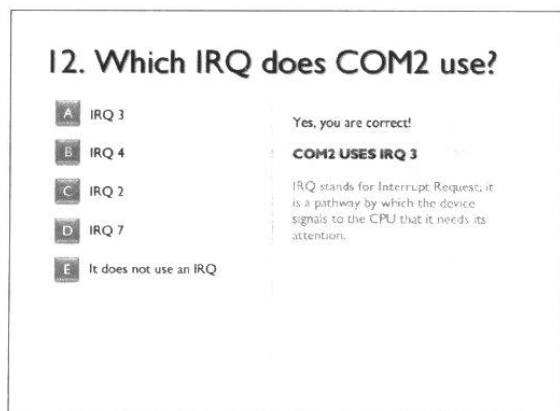 12. Which IRQ does COM2 use?
A IRQ 3
B IRQ 4
C IRQ 2
D IRQ 7
E It does not use an IRQ
Yes, you are correct!
COM2 USES IRQ 3
IRQ stands for Interrupt Request; it
is a pathway by which the device
signals to the CPU that it needs its
attention.